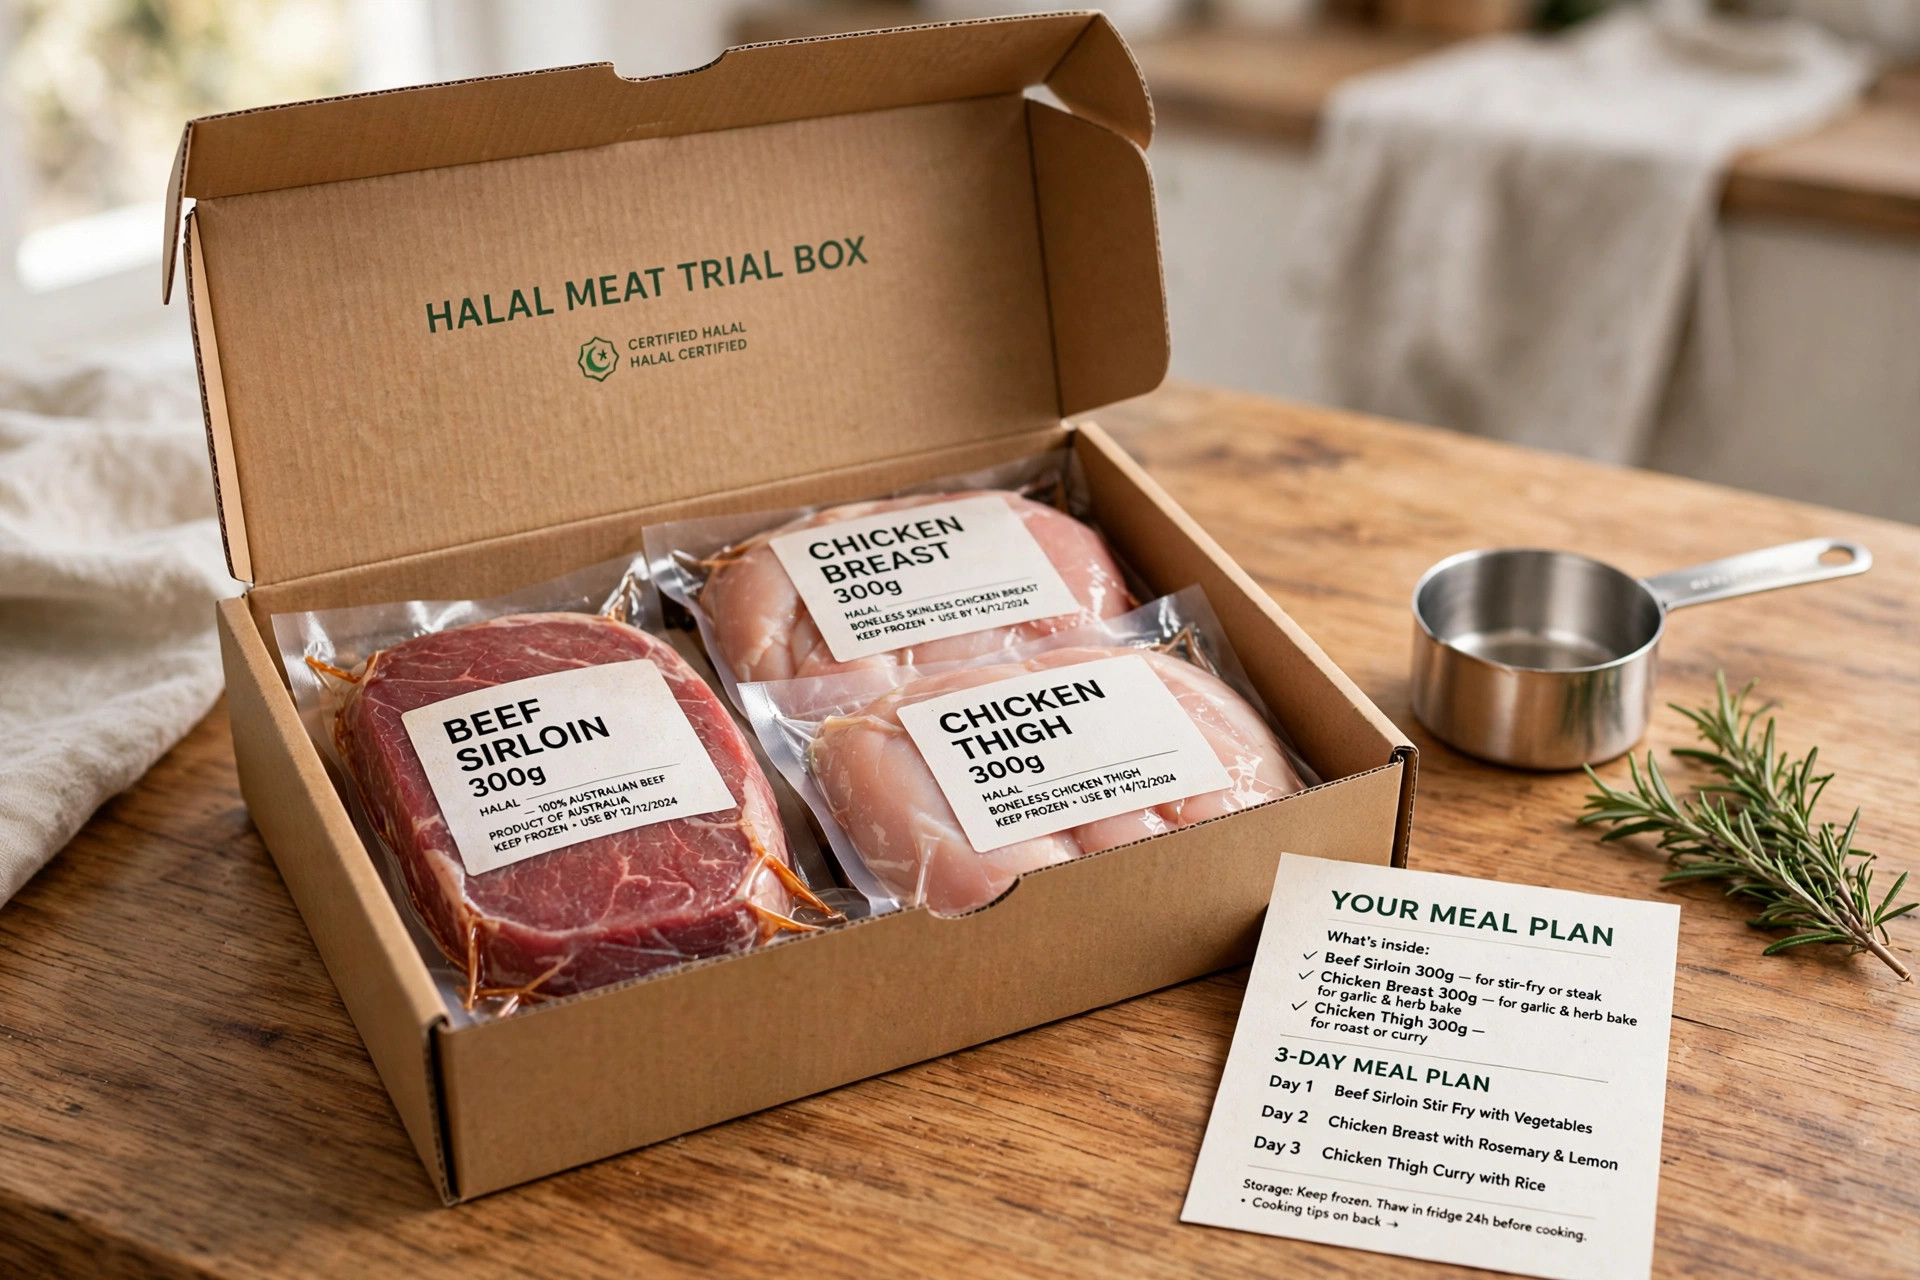 HALAL MEAT TRIAL BOX
CERTIFIED HALAL
HALAL CERTIFIED
CHICKEN
BREAST
300g
HALAL
BONELESS SKINLESS CHICKEN BREAST
KEEP FROZEN • USE BY 14/12/2024
BEEF
SIRLOIN
300g
HALAL
— 100% AUSTRALIAN BEEF
PRODUCT OF AUSTRALIA
KEEP FROZEN • USE BY 12/12/2024
CHICKEN
THIGH
300g
HALAL
BONELESS CHICKEN THIGH
KEEP FROZEN • USE BY 14/12/2024
YOUR MEAL PLAN
What's inside:
✓ Beef Sirloin 300g — for stir-fry or steak
✓ Chicken Breast 300g — for garlic & herb bake
for garlic & herb bake
✓ Chicken Thigh 300g —
for roast or curry
3-DAY MEAL PLAN
Day 1 Beef Sirloin Stir Fry with Vegetables
Day 2 Chicken Breast with Rosemary & Lemon
Day 3 Chicken Thigh Curry with Rice
Storage: Keep frozen. Thaw in fridge 24h before cooking.
• Cooking tips on back →